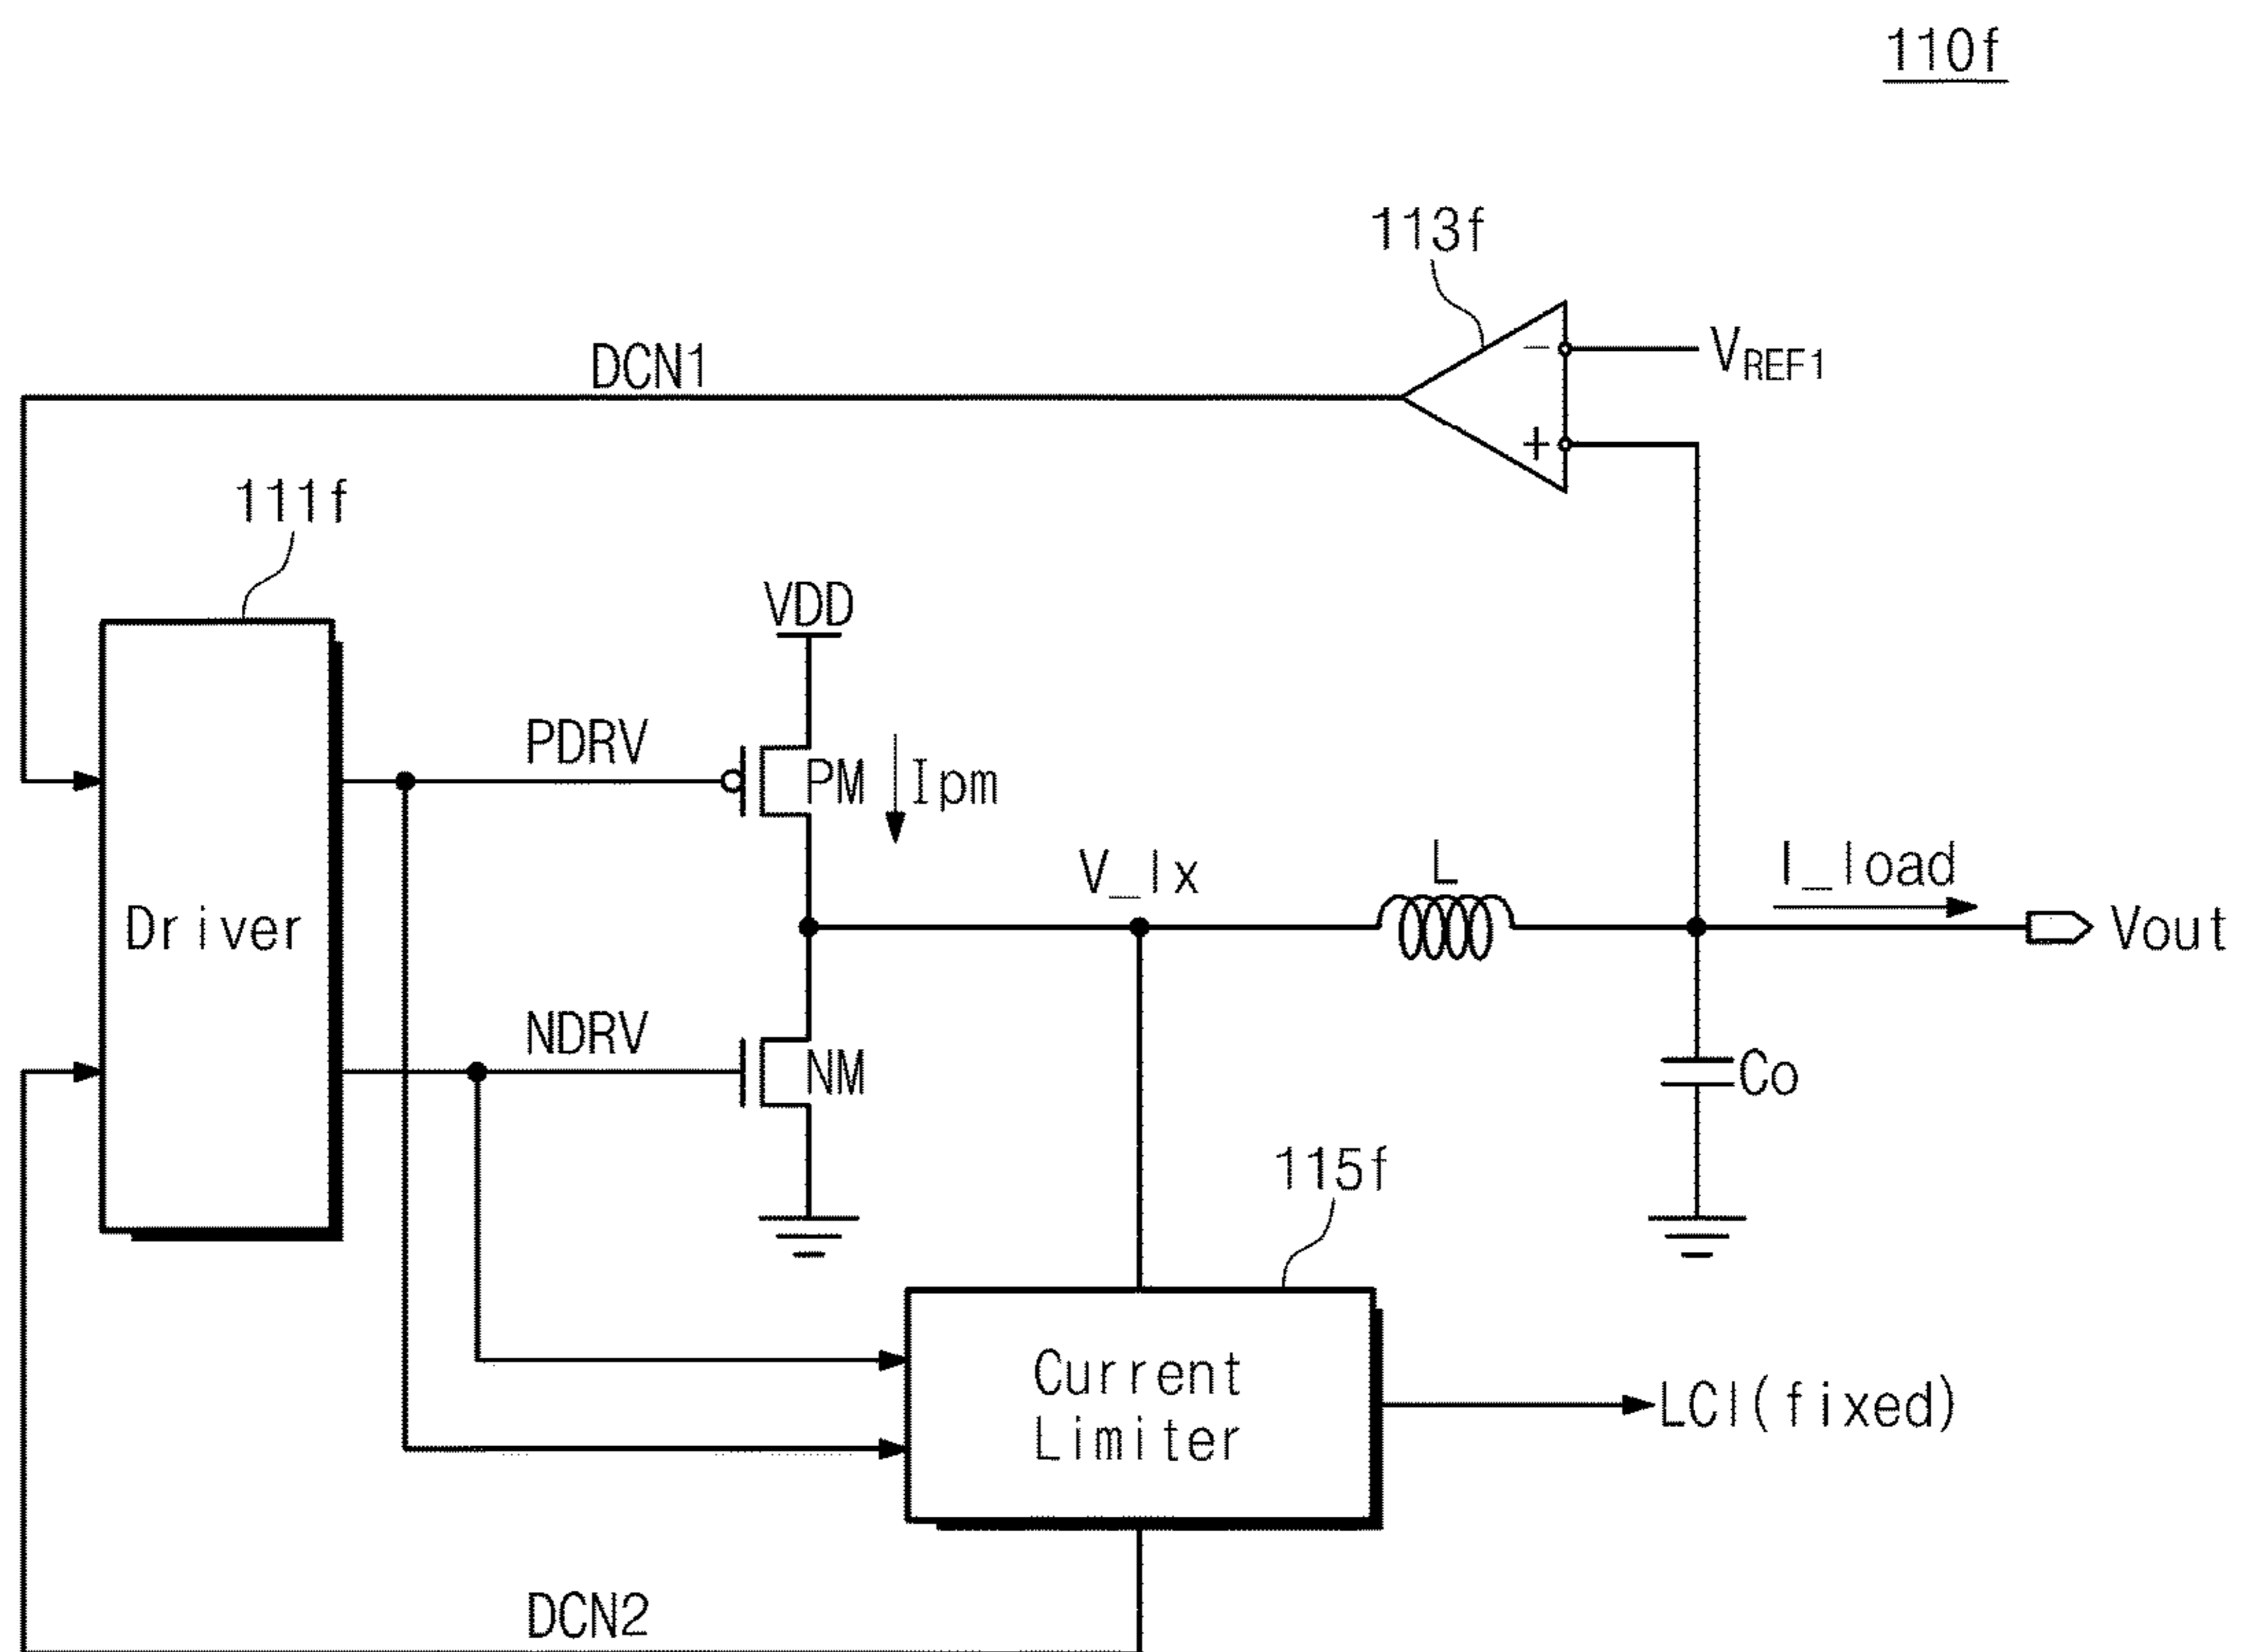 110f
113f
−
VREF1
DCN1
+
111f
VDD
PDRV
PM
Ipm
V_lx
L
I_load
Driver
Vout
NDRV
NM
Co
115f
Current
Limiter
LCI(fixed)
DCN2